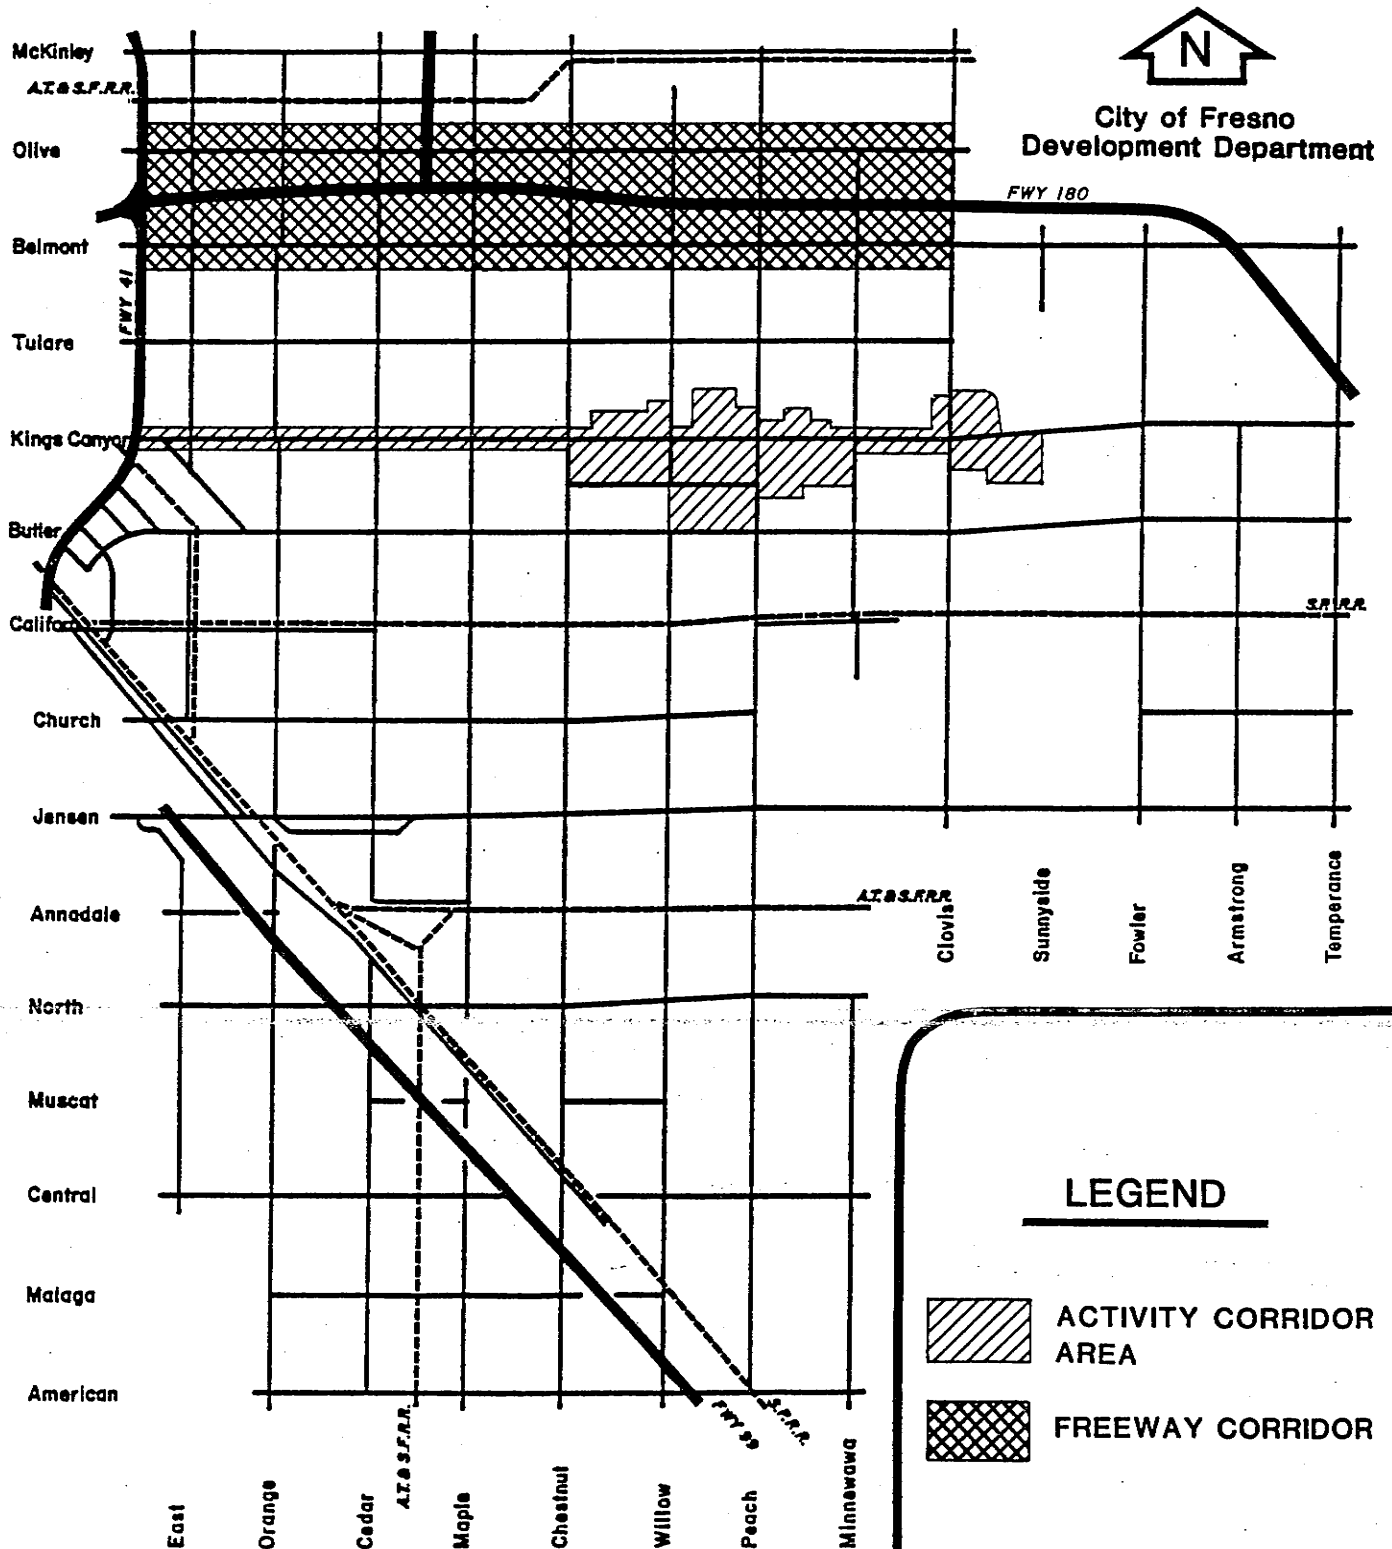 McKinley
A.T. & S.F.R.R.
N
City of Fresno
Development Department
Olive
FWY 180
Belmont
FWY 41
Tulare
Kings Canyon
Butler
S.P. R.R.
Church
Jensen
Annadale
A.T. & S.F.R.R.
Clovis
Sunnyside
Fowler
Armstrong
Temperance
North
Muscat
Central
LEGEND
Malaga
ACTIVITY CORRIDOR
AREA
American
FREEWAY CORRIDOR
FWY 99
S.P.R.R.
A.T. & S.F.R.R.
East
Orange
Cedar
Maple
Chestnut
Willow
Peach
Minnewawa